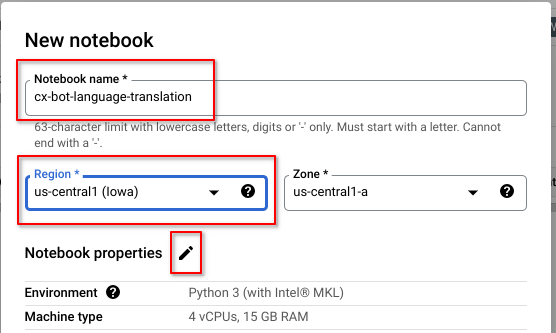 New notebook
Notebook name *
cx-bot-language-translation
63-character limit with lowercase letters, digits or '-' only. Must start with a letter. Cannot
end with a '-'.
Region *
us-central1 (Iowa)
Zone *
us-central1-a
Notebook properties
Environment
Python 3 (with Intel® MKL)
Machine type
4 vCPUs, 15 GB RAM